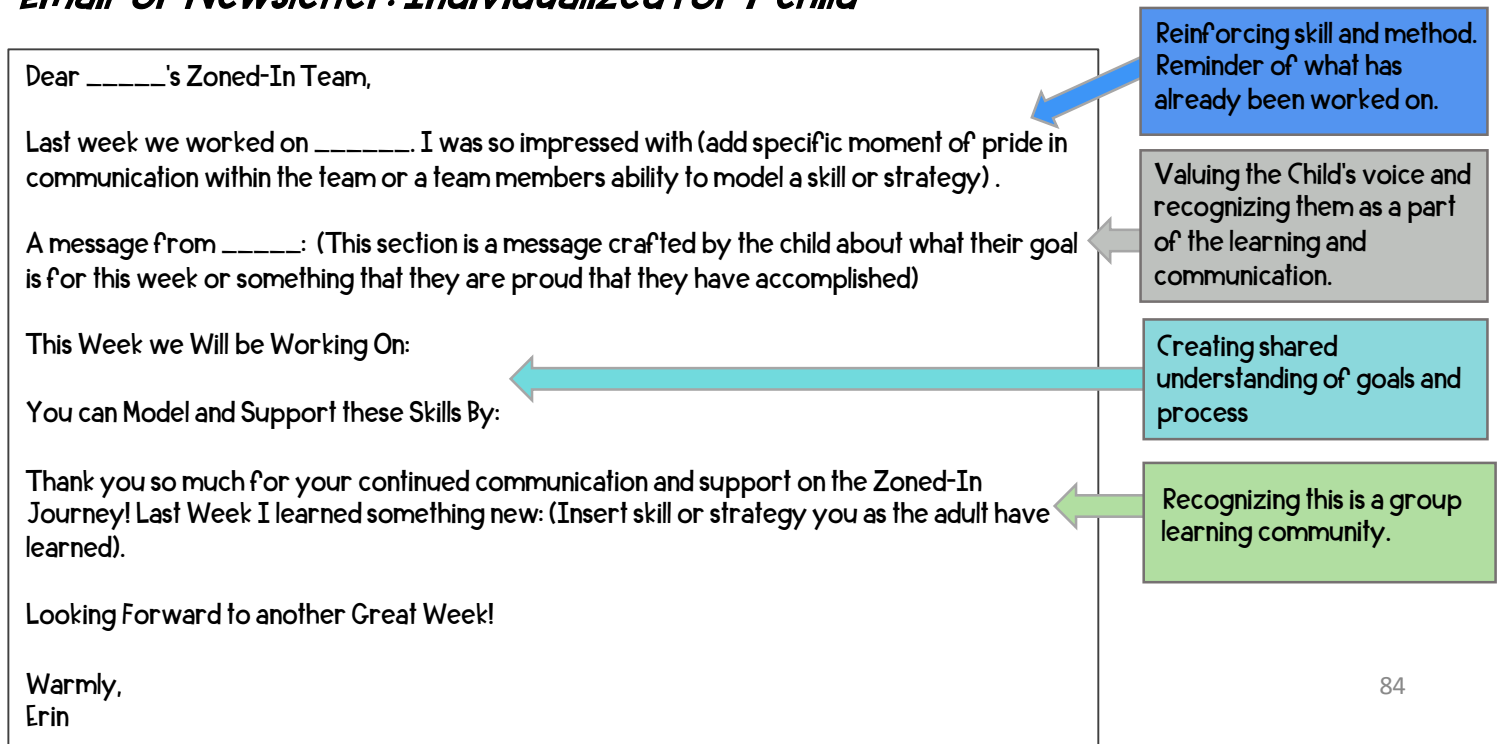 Email or Newsletter: Individualized for 1 child
Dear _____'s Zoned-In Team,
Last week we worked on ______. I was so impressed with (add specific moment of pride in
communication within the team or a team members ability to model a skill or strategy) .
A message from _____: (This section is a message crafted by the child about what their goal
is for this week or something that they are proud that they have accomplished)
This Week we Will be Working On:
You can Model and Support these Skills By:
Thank you so much for your continued communication and support on the Zoned-In
Journey! Last Week I learned something new: (Insert skill or strategy you as the adult have
learned).
Looking Forward to another Great Week!
Warmly,
Erin
Reinforcing skill and method.
Reminder of what has
already been worked on.
Valuing the Child's voice and
recognizing them as a part
of the learning and
communication.
Creating shared
understanding of goals and
process
Recognizing this is a group
learning community.
84